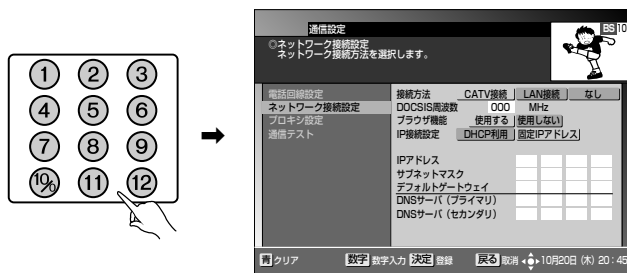 1 2 3
4 5 6
7 8 9
10/0 11 12
通信設定
BS 10
◎ネットワーク接続設定
ネットワーク接続方法を選択します。
電話回線設定
ネットワーク接続設定
プロキシ設定
通信テスト
接続方法 CATV接続 LAN接続 なし
DOCSIS周波数 000 MHz
ブラウザ機能 使用する 使用しない
IP接続設定 DHCP利用 固定IPアドレス
IPアドレス
サブネットマスク
デフォルトゲートウェイ
DNSサーバ（プライマリ）
DNSサーバ（セカンダリ）
青 クリア 数字 数字入力 決定 登録 戻る 取消 10月20日（木）20：45